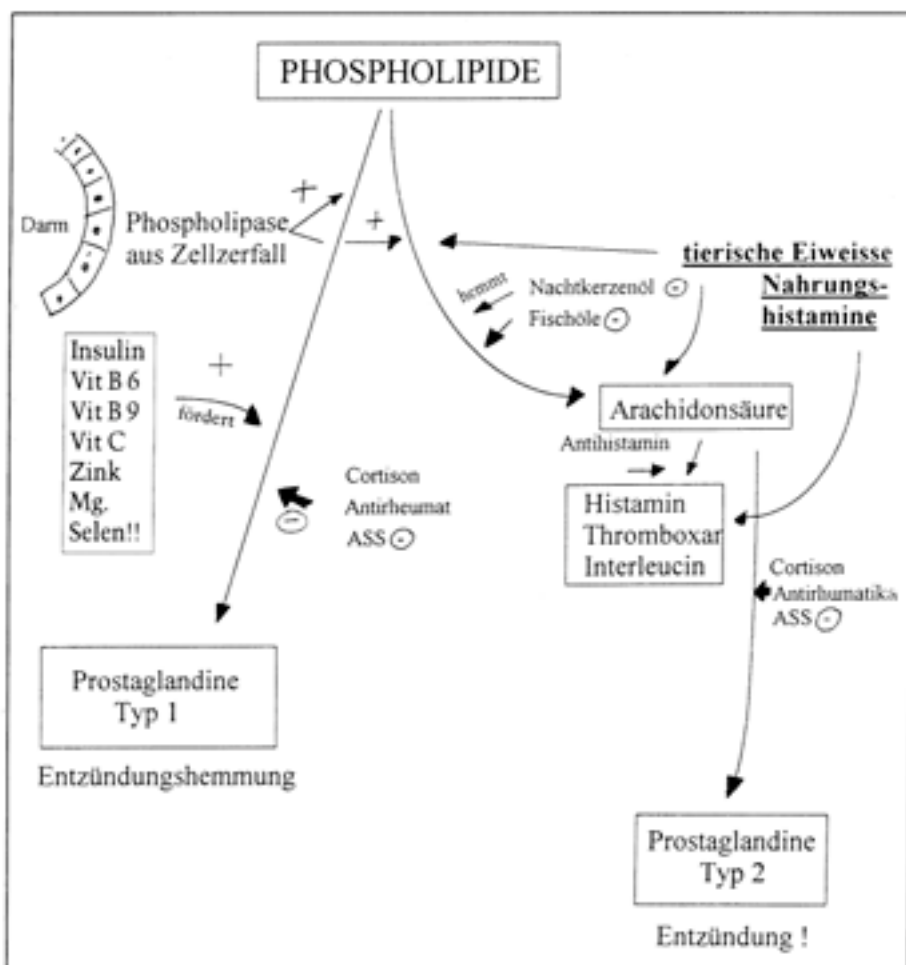 PHOSPHOLIPIDE
Darm
Phospholipase
aus Zellzerfall
+
+
tierische Eiweisse
Nahrungs-
histamine
hemmt
Nachtkerzenöl -
Fischöle -
Insulin
Vit B 6
Vit B 9
Vit C
Zink
Mg.
Selen!!
+
fördert
Arachidonsäure
Antihistamin
Cortison
Antirheumat
ASS -
-
Histamin
Thromboxar
Interleucin
Cortison
Antirhumatikas
ASS -
Prostaglandine
Typ 1
Entzündungshemmung
Prostaglandine
Typ 2
Entzündung !